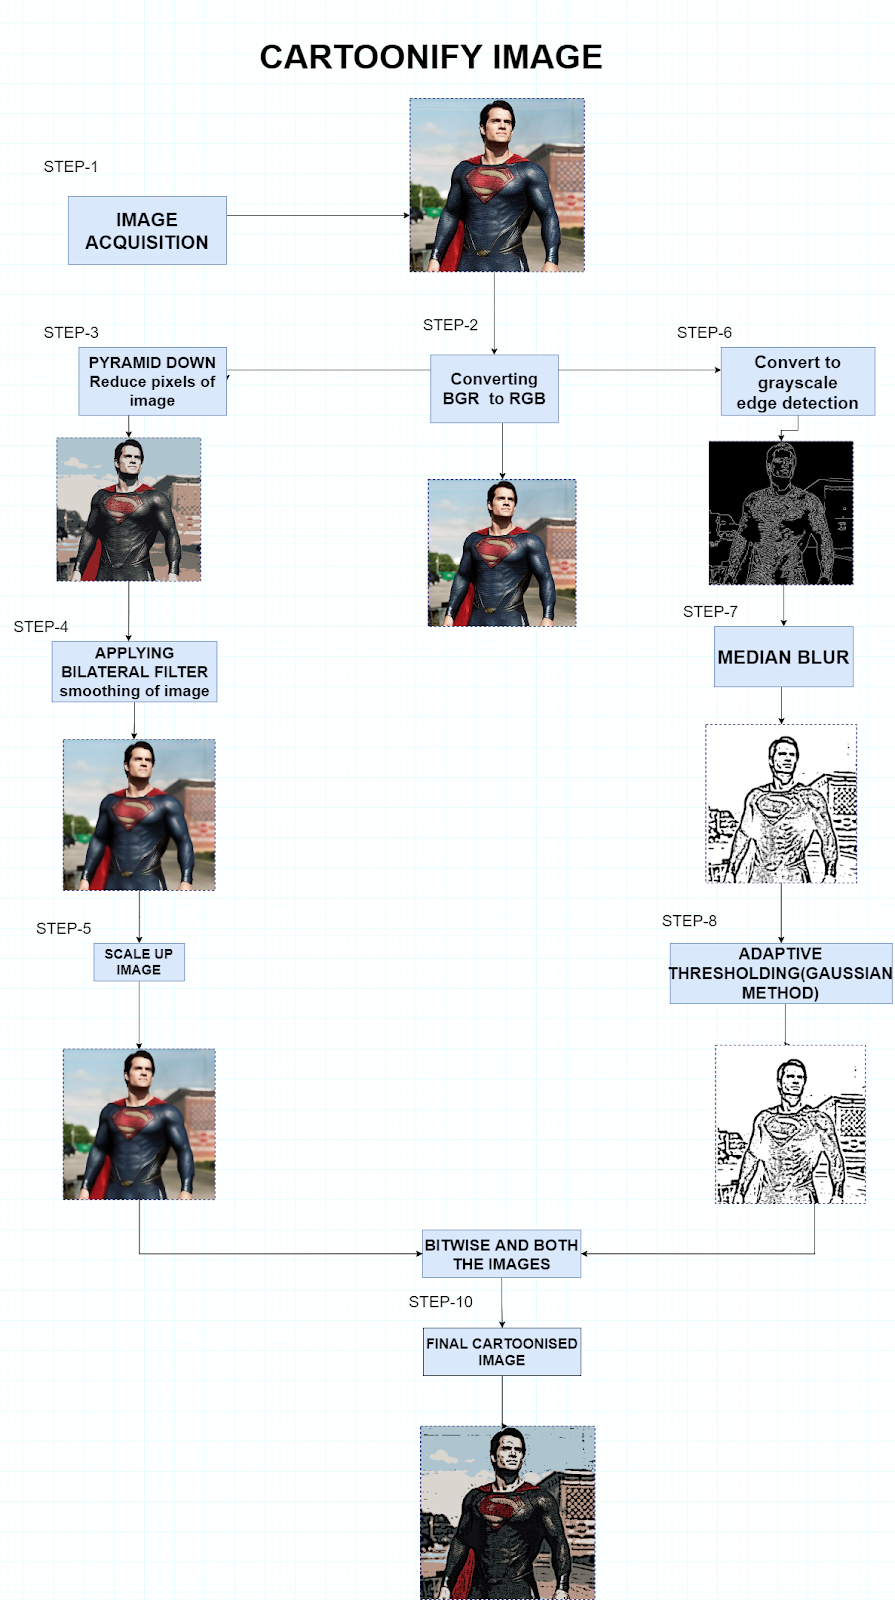 CARTOONIFY IMAGE
STEP-1
IMAGE
ACQUISITION
STEP-2
Converting
BGR to RGB
STEP-3
PYRAMID DOWN
Reduce pixels of
image
STEP-6
Convert to
grayscale
edge detection
STEP-4
APPLYING
BILATERAL FILTER
smoothing of image
STEP-7
MEDIAN BLUR
STEP-5
SCALE UP
IMAGE
STEP-8
ADAPTIVE
THRESHOLDING(GAUSSIAN
METHOD)
BITWISE AND BOTH
THE IMAGES
STEP-10
FINAL CARTOONISED
IMAGE